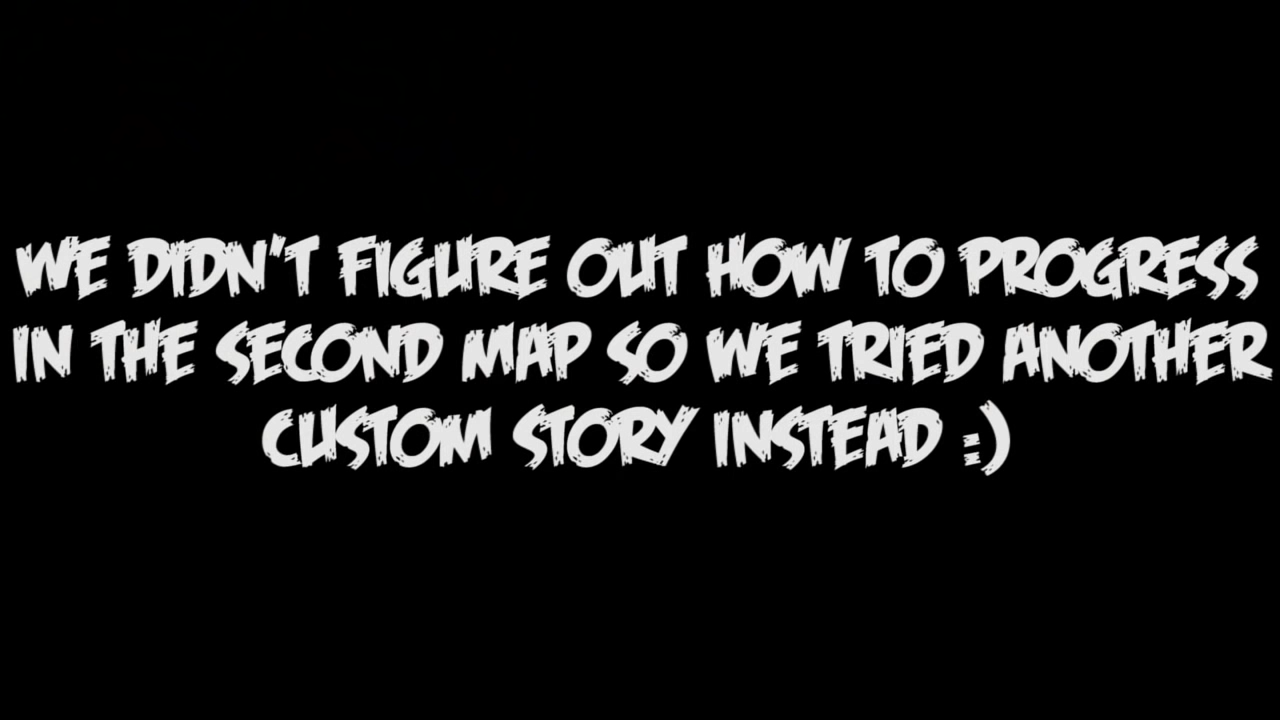 WE DIDN'T FIGURE OUT HOW TO PROGRESS
IN THE SECOND MAP SO WE TRIED ANOTHER
CUSTOM STORY INSTEAD :)